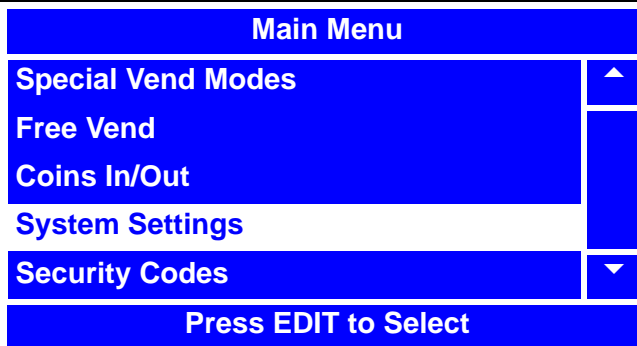 Main Menu
Special Vend Modes
Free Vend
Coins In/Out
System Settings
Security Codes
Press EDIT to Select